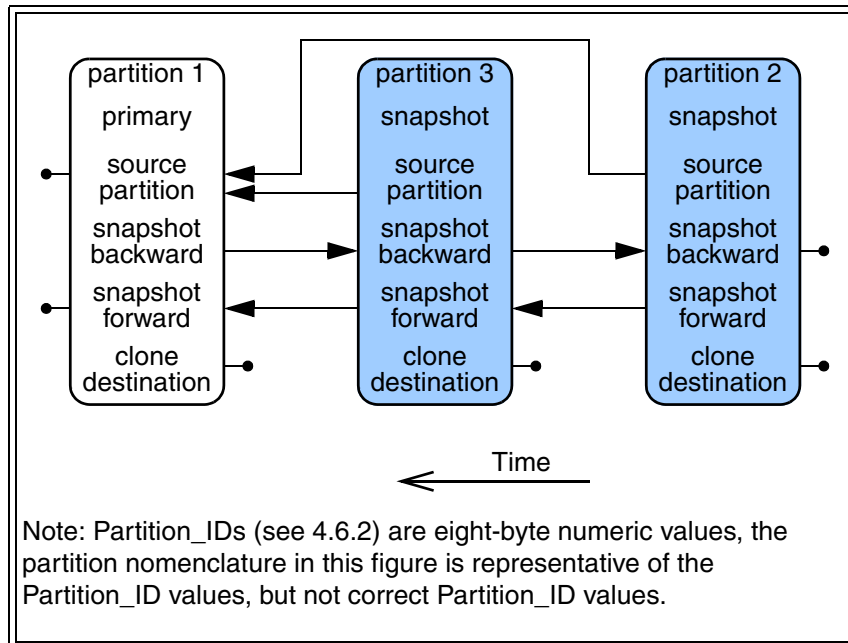 partition 1
primary
source
partition
snapshot
backward
snapshot
forward
clone
destination
partition 3
snapshot
source
partition
snapshot
backward
snapshot
forward
clone
destination
partition 2
snapshot
source
partition
snapshot
backward
snapshot
forward
clone
destination
Time
Note: Partition_IDs (see 4.6.2) are eight-byte numeric values, the
partition nomenclature in this figure is representative of the
Partition_ID values, but not correct Partition_ID values.